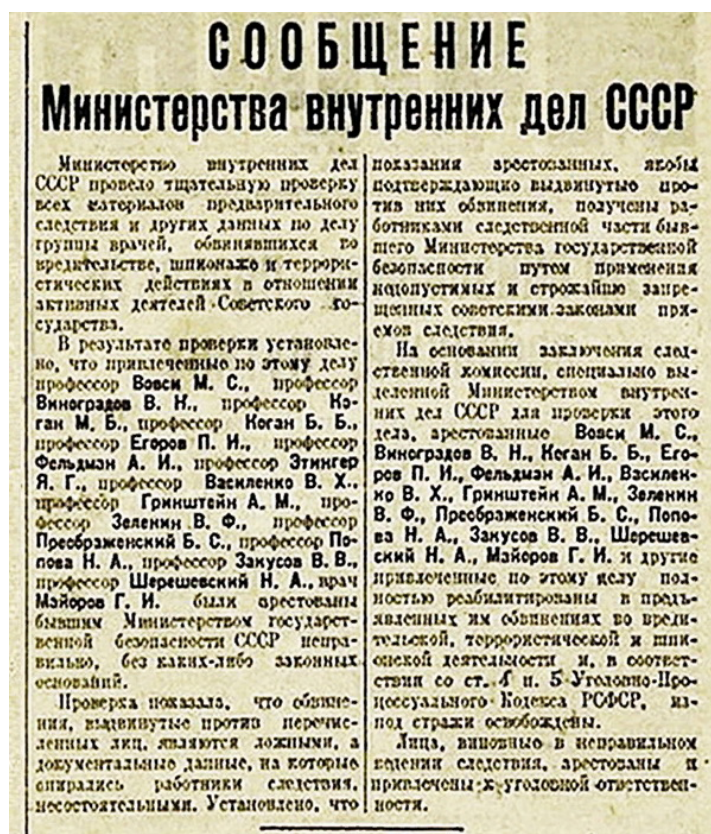 СООБЩЕНИЕ
Министерства внутренних дел СССР
Министерство внутренних дел
СССР провело тщательную проверку
всех материалов предварительного
следствия и других данных по делу
группы врачей, обвинявшихся во
вредительстве, шпионаже и террори-
стических действиях в отношении
активных деятелей Советского го-
сударства.
В результате проверки установле-
но, что привлеченные по этому делу
профессор Вовси М. С., профессор
Виноградов В. Н., профессор Ко-
ган М. Б., профессор Коган Б. Б.,
профессор Егоров П. И., профессор
Фельдман А. И., профессор Этингер
Я. Г., профессор Василенко В. Х.,
профессор Гринштейн А. М., про-
фессор Зеленин В. Ф., профессор
Преображенский Б. С., профессор По-
пова Н. А., профессор Закусов В. В.,
профессор Шерешевский Н. А., врач
Майоров Г. И. были арестованы
бывшим Министерством государст-
венной безопасности СССР непра-
вильно, без каких-либо законных
оснований.
Проверка показала, что обвине-
ния, выдвинутые против перечис-
ленных лиц, являются ложными, а
документальные данные, на которые
опирались работники следствия,
несостоятельными. Установлено, что
показания арестованных, якобы
подтверждающие выдвинутые про-
тив них обвинения, получены ра-
ботниками следственной части быв-
шего Министерства государственной
безопасности путем применения
недопустимых и строжайше запре-
щенных советскими законами при-
емов следствия.
На основании заключения след-
ственной комиссии, специально вы-
деленной Министерством внутрен-
них дел СССР для проверки этого
дела, арестованные Вовси М. С.,
Виноградов В. Н., Коган Б. Б., Его-
ров П. И., Фельдман А. И., Василен-
ко В. Х., Гринштейн А. М., Зеленин
В. Ф., Преображенский Б. С., Попо-
ва Н. А., Закусов В. В., Шерешев-
ский Н. А., Майоров Г. И. и другие
привлеченные по этому делу пол-
ностью реабилитированы в предъ-
явленных им обвинениях во вреди-
тельской, террористической и шпи-
онской деятельности и, в соответ-
ствии со ст. 4 п. 5 Уголовно-Про-
цессуального Кодекса РСФСР, из-
под стражи освобождены.
Лица, виновные в неправильном
ведении следствия, арестованы и
привлечены к уголовной ответствен-
ности.